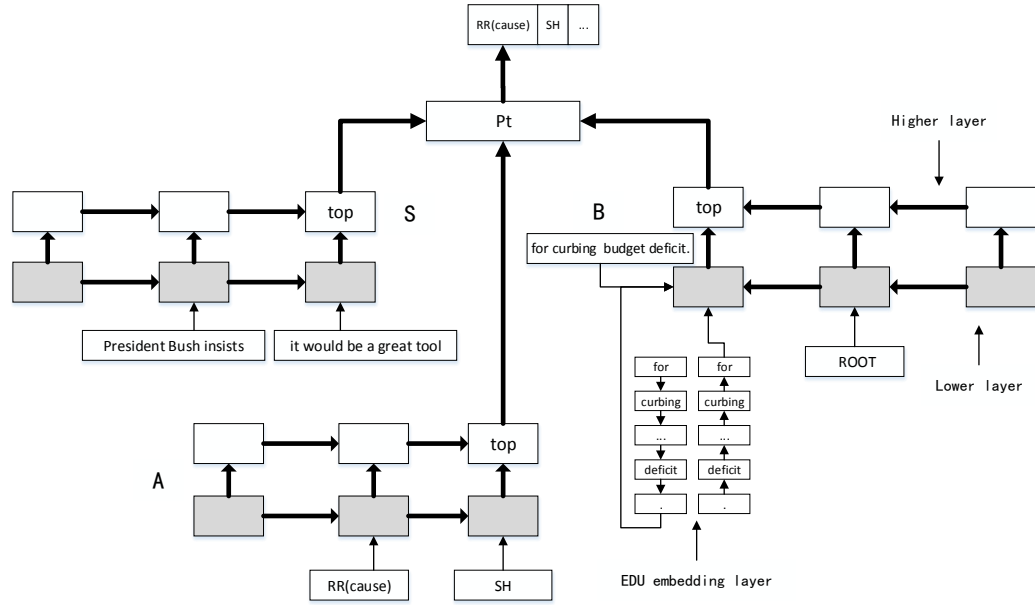 RR(cause) SH ...
Pt
Higher layer
top
S
B
top
for curbing budget deficit.
President Bush insists
it would be a great tool
ROOT
Lower layer
for for
curbing curbing
... ...
deficit deficit
. .
top
A
EDU embedding layer
RR(cause)
SH